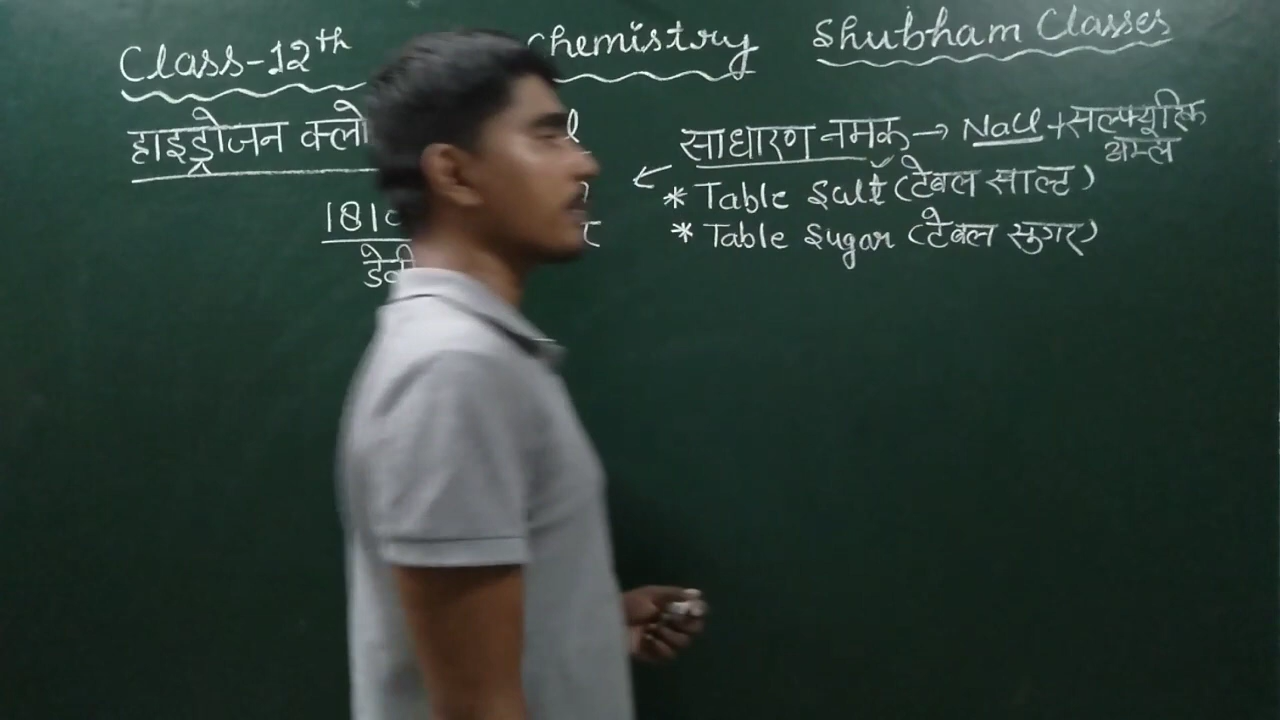 Class-12th Chemistry Shubham Classes
हाइड्रोजन
साधारण नमक → NaCl + सल्फ्यूरिक अम्ल
* Table Salt (टेबल साल्ट)
* Table Sugar (टेबल सुगर)